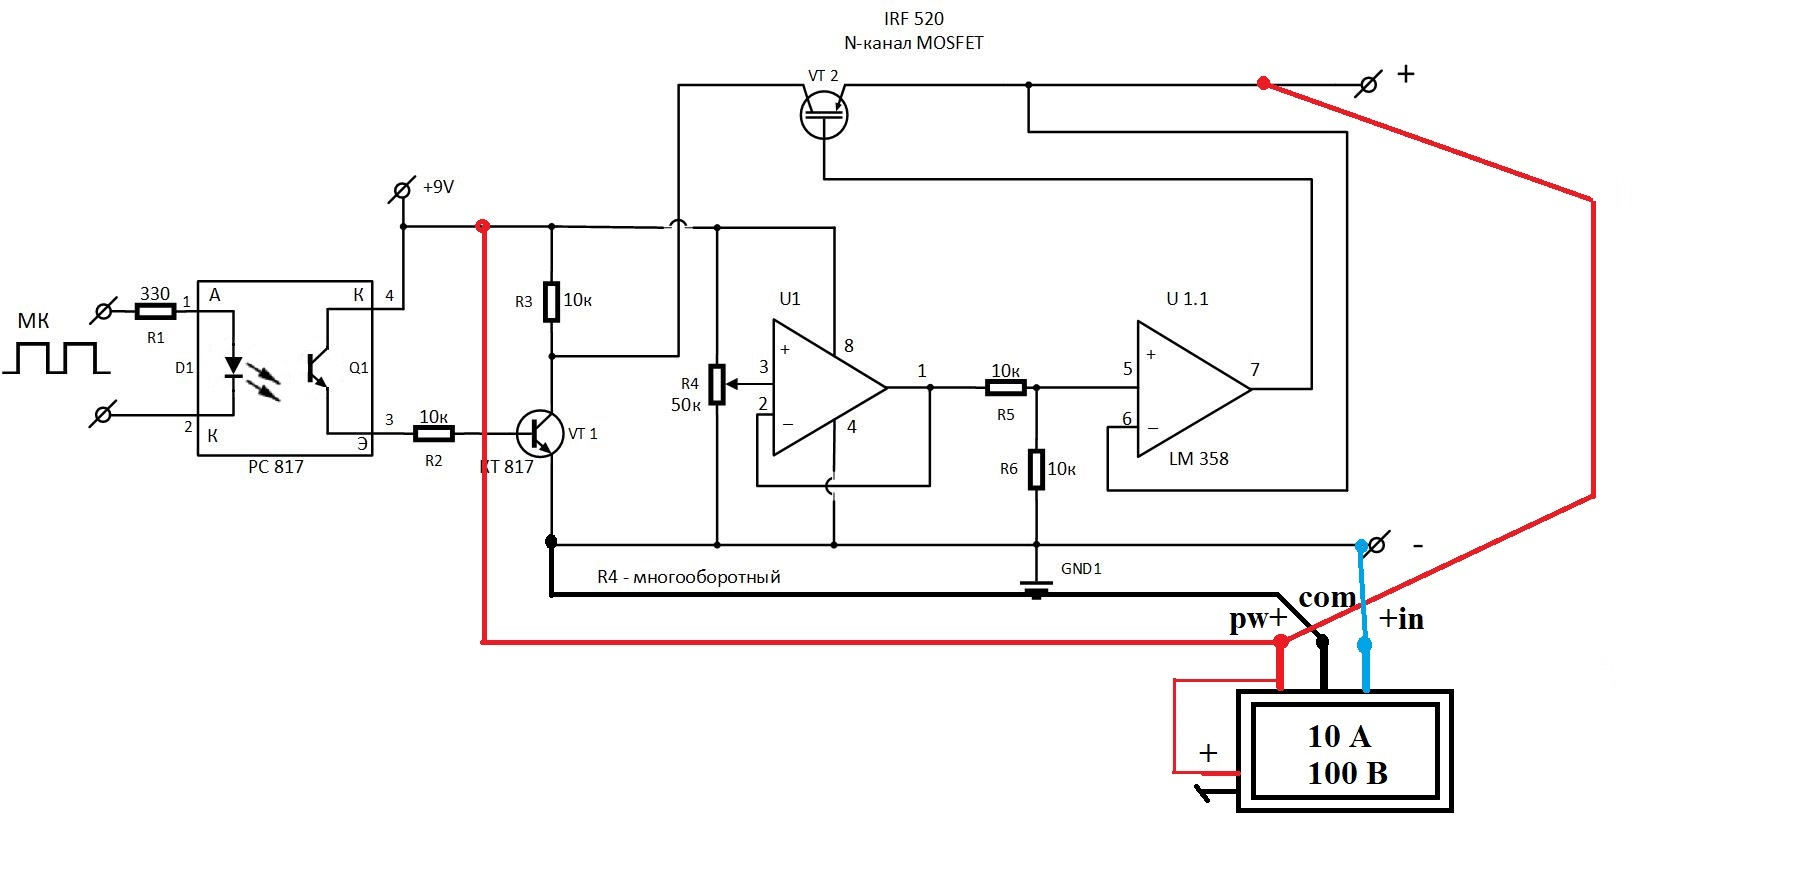 IRF 520
N-канал MOSFET
VT 2
+
+9V
МК
330
R1
1
2
А
К
D1
К
4
Q1
3
Э
PC 817
10к
R2
R3
10к
VT 1
КТ 817
R4
50к
U1
+
–
3
2
8
4
1
10к
R5
R6
10к
U 1.1
5
6
+
–
7
LM 358
-
R4 - многооборотный
GND1
pw+
com
+in
+
10 A
100 B